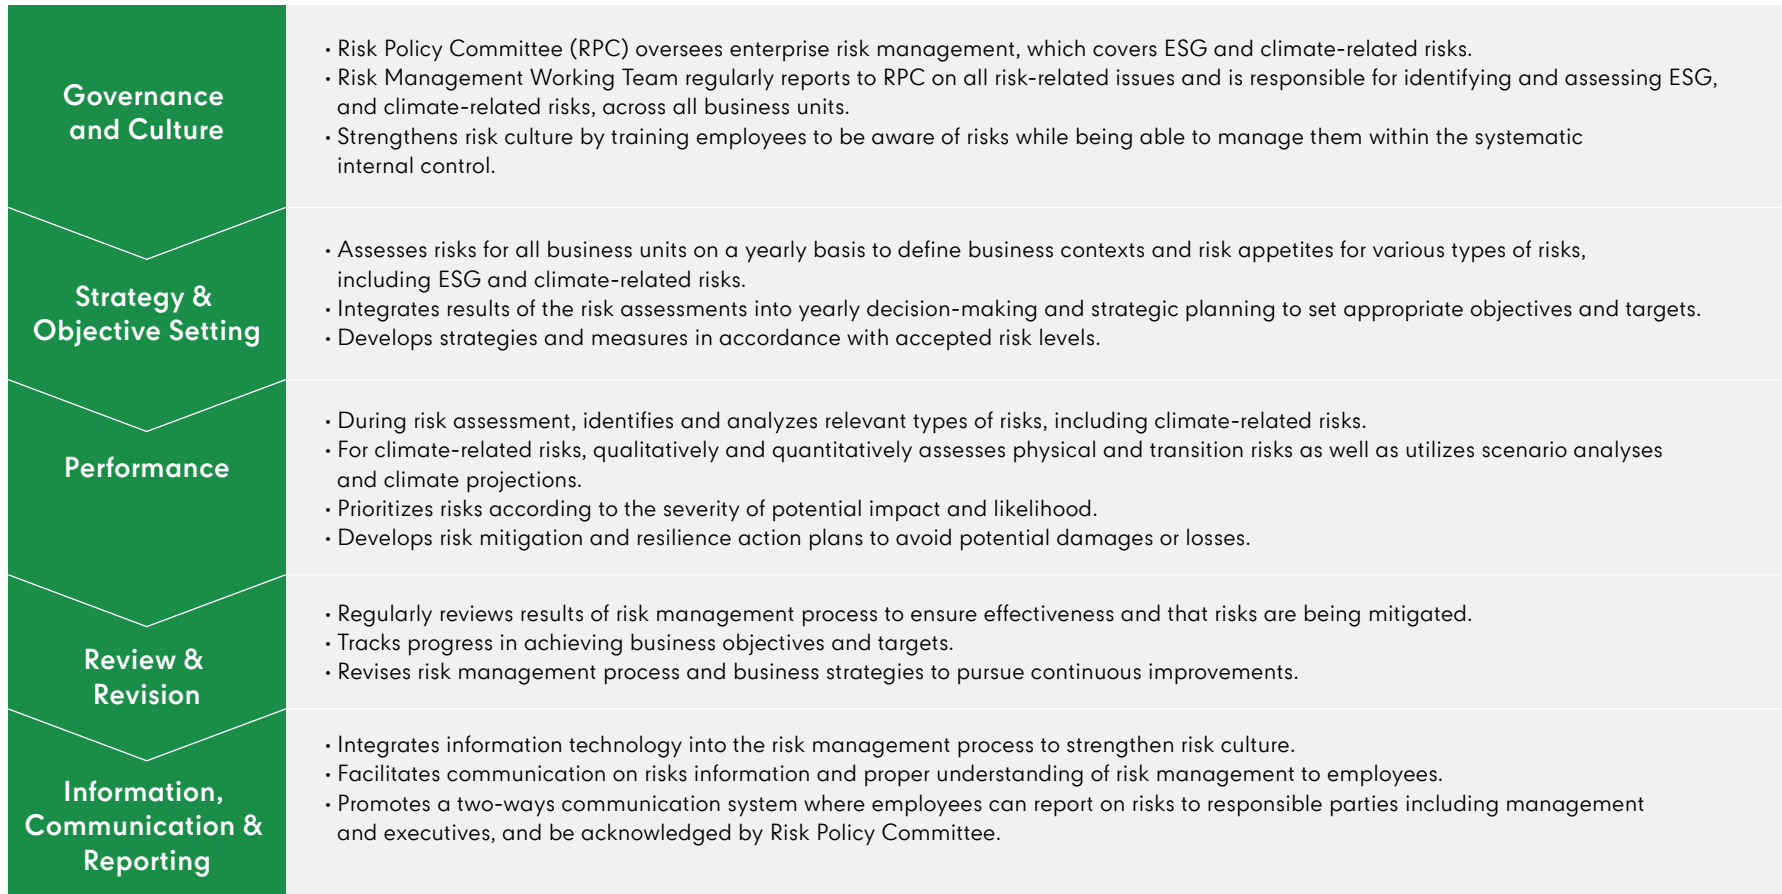 Governance
and Culture
• Risk Policy Committee (RPC) oversees enterprise risk management, which covers ESG and climate-related risks.
• Risk Management Working Team regularly reports to RPC on all risk-related issues and is responsible for identifying and assessing ESG,
and climate-related risks, across all business units.
• Strengthens risk culture by training employees to be aware of risks while being able to manage them within the systematic
internal control.
Strategy &
Objective Setting
• Assesses risks for all business units on a yearly basis to define business contexts and risk appetites for various types of risks,
including ESG and climate-related risks.
• Integrates results of the risk assessments into yearly decision-making and strategic planning to set appropriate objectives and targets.
• Develops strategies and measures in accordance with accepted risk levels.
Performance
• During risk assessment, identifies and analyzes relevant types of risks, including climate-related risks.
• For climate-related risks, qualitatively and quantitatively assesses physical and transition risks as well as utilizes scenario analyses
and climate projections.
• Prioritizes risks according to the severity of potential impact and likelihood.
• Develops risk mitigation and resilience action plans to avoid potential damages or losses.
Review &
Revision
• Regularly reviews results of risk management process to ensure effectiveness and that risks are being mitigated.
• Tracks progress in achieving business objectives and targets.
• Revises risk management process and business strategies to pursue continuous improvements.
Information,
Communication &
Reporting
• Integrates information technology into the risk management process to strengthen risk culture.
• Facilitates communication on risks information and proper understanding of risk management to employees.
• Promotes a two-ways communication system where employees can report on risks to responsible parties including management
and executives, and be acknowledged by Risk Policy Committee.